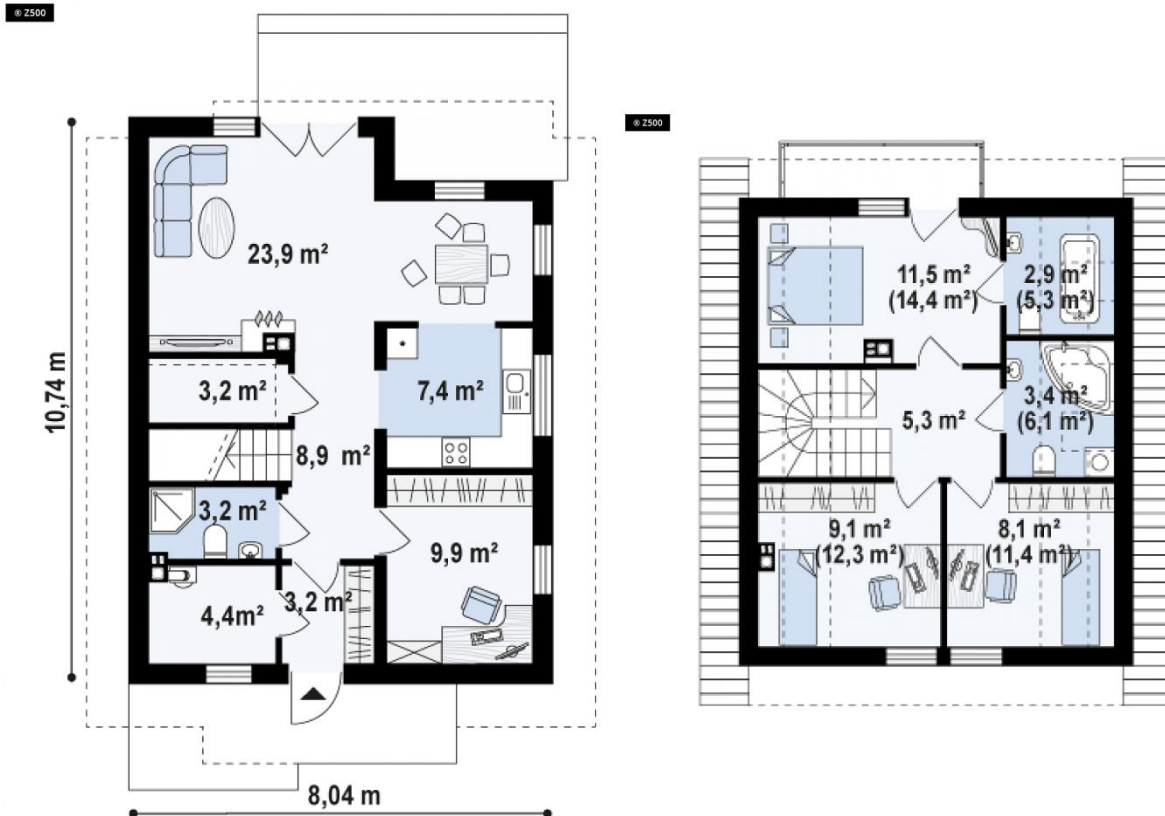 ® Z500
23,9 m²
10,74 m
3,2 m²
7,4 m²
8,9 m²
3,2 m²
9,9 m²
4,4m²
3,2 m²
8,04 m
® Z500
11,5 m²
(14,4 m²)
2,9 m²
(5,3 m²)
5,3 m²
3,4 m²
(6,1 m²)
9,1 m²
(12,3 m²)
8,1 m²
(11,4 m²)